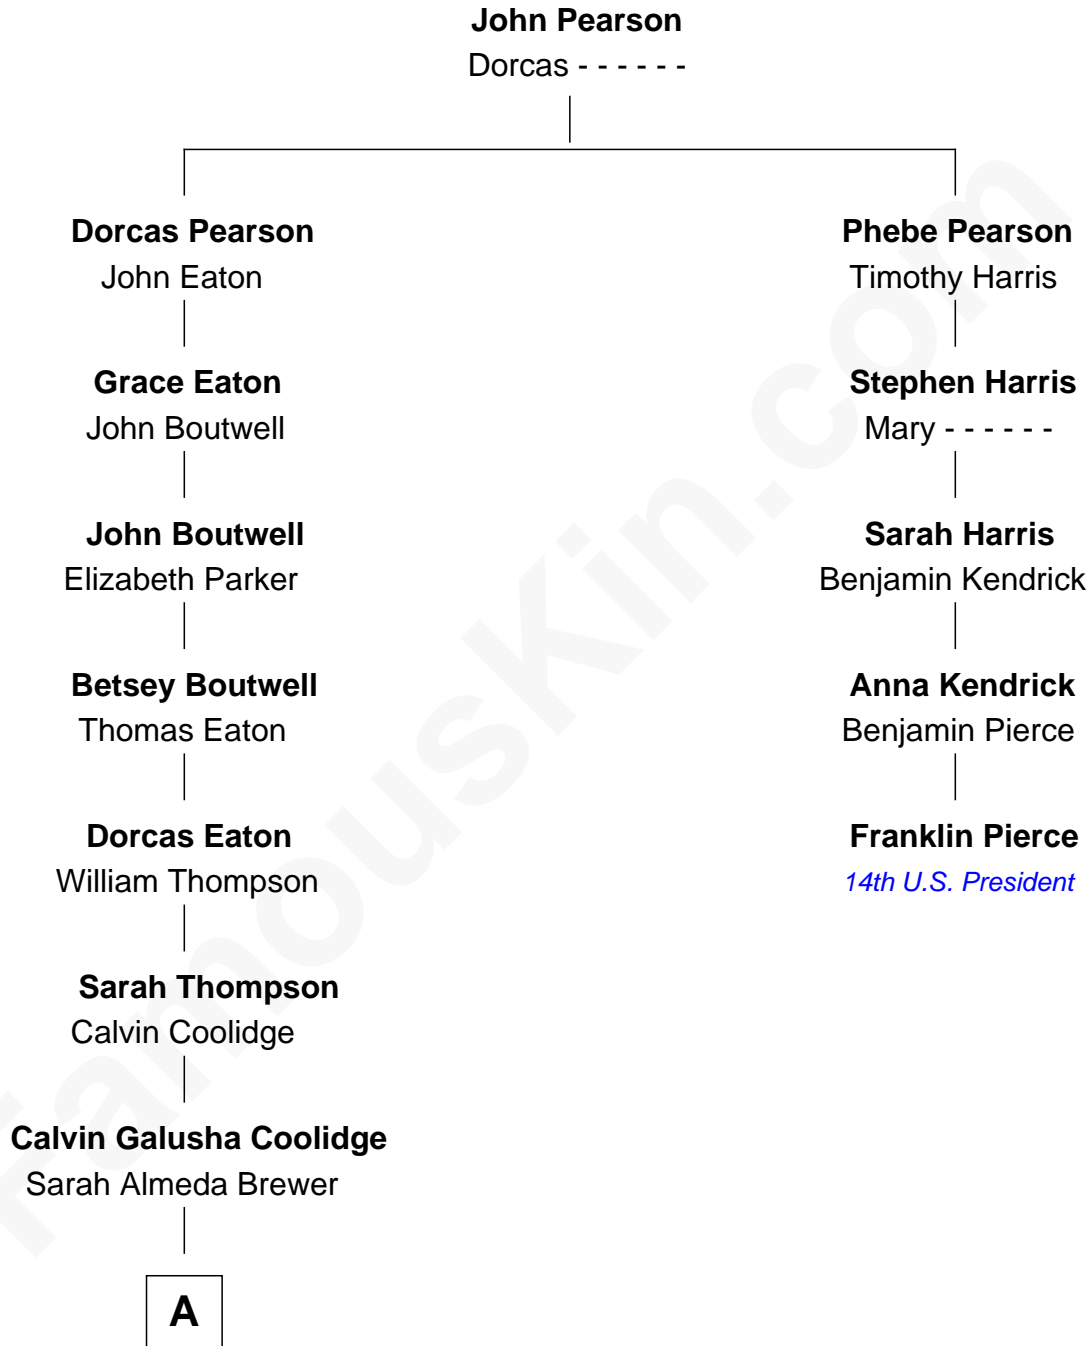 John Pearson
Dorcas - - - - - -
Dorcas Pearson
John Eaton
Phebe Pearson
Timothy Harris
Grace Eaton
John Boutwell
Stephen Harris
Mary - - - - - -
John Boutwell
Elizabeth Parker
Sarah Harris
Benjamin Kendrick
Betsey Boutwell
Thomas Eaton
Anna Kendrick
Benjamin Pierce
Dorcas Eaton
William Thompson
Franklin Pierce
14th U.S. President
Sarah Thompson
Calvin Coolidge
Calvin Galusha Coolidge
Sarah Almeda Brewer
A
FamousKin.com